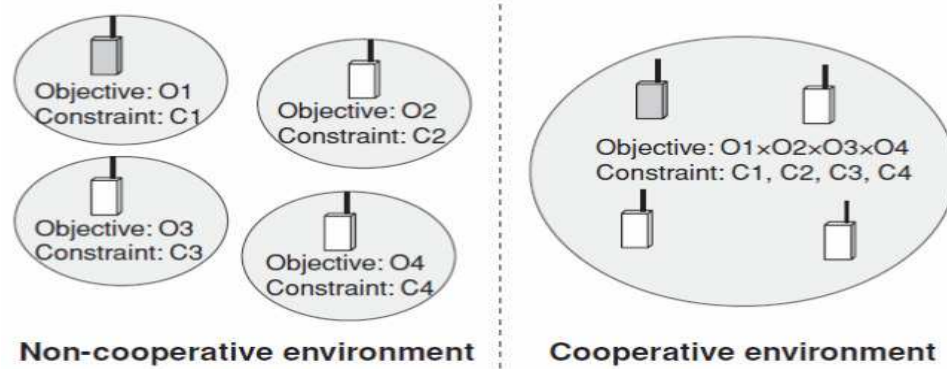 Objective: O1
Constraint: C1
Objective: O2
Constraint: C2
Objective: O3
Constraint: C3
Objective: O4
Constraint: C4
Non-cooperative environment
Objective: O1×O2×O3×O4
Constraint: C1, C2, C3, C4
Cooperative environment